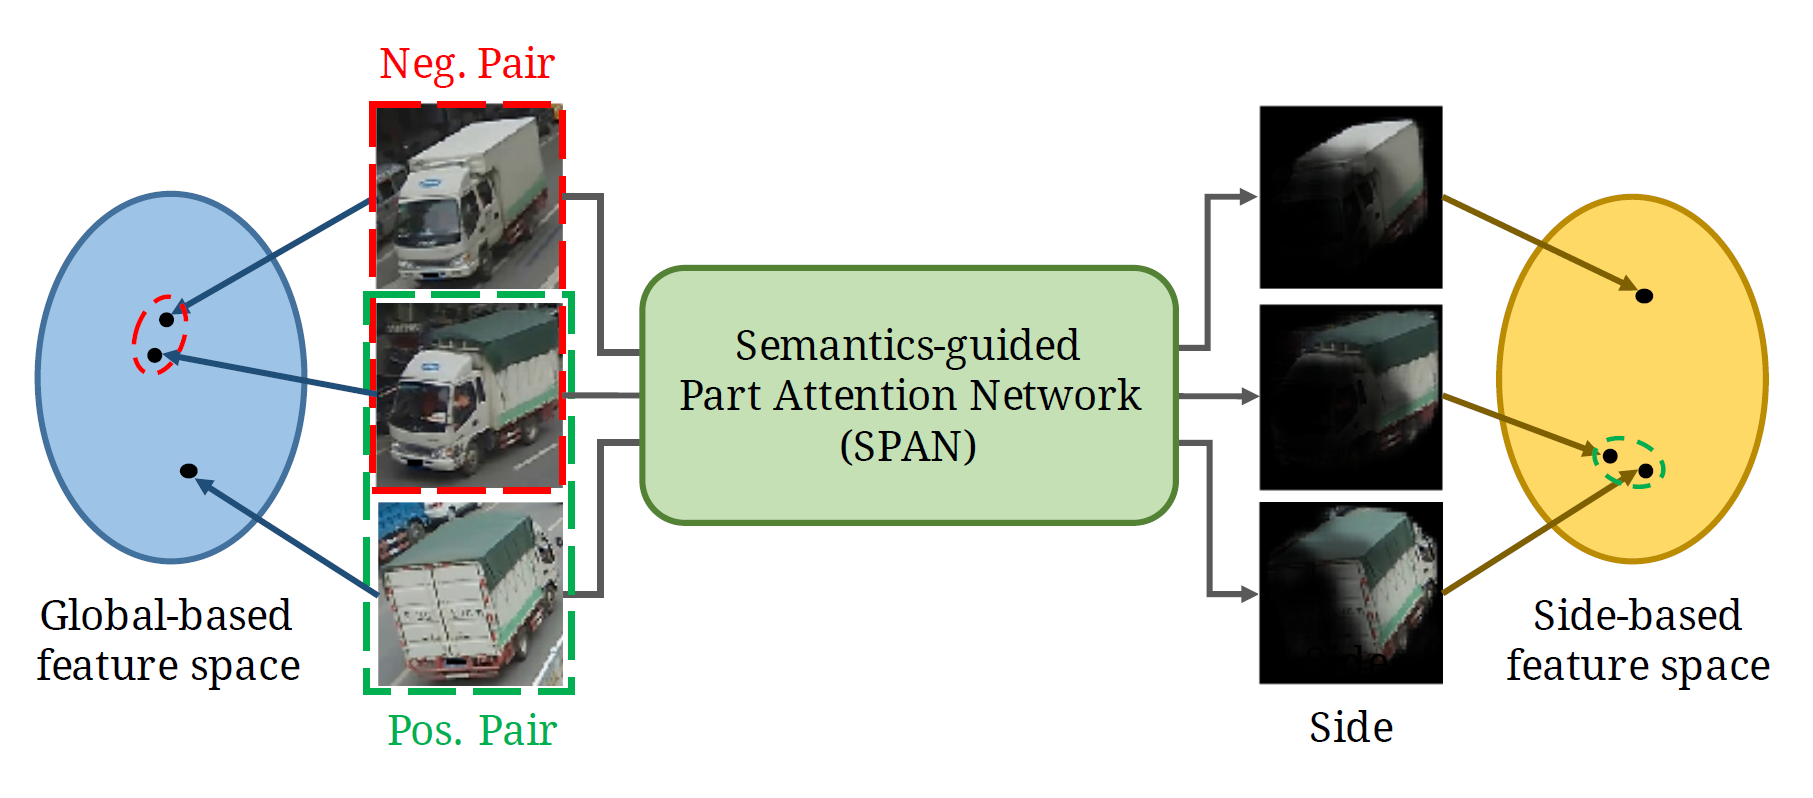 Neg. Pair
Semantics-guided
Part Attention Network
(SPAN)
Global-based
feature space
Pos. Pair
Side
Side
Side-based
feature space